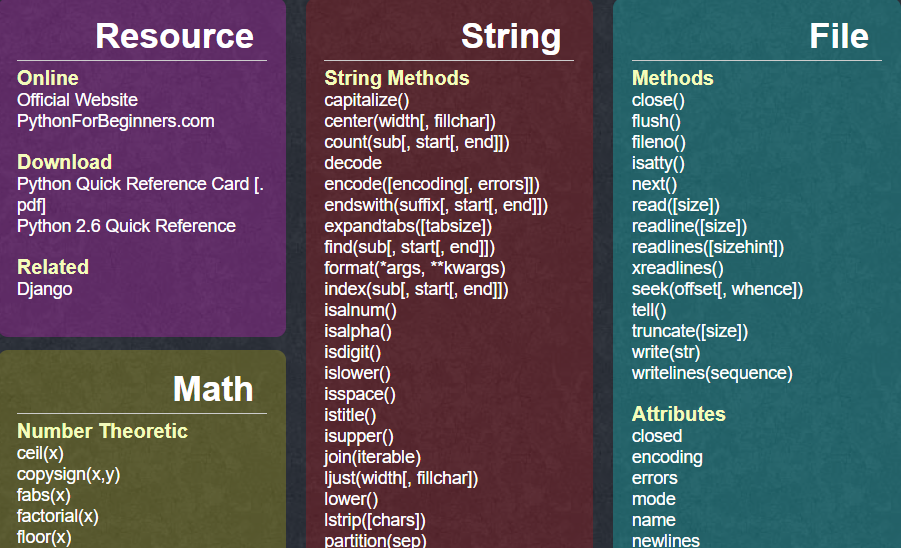 Resource
Online
Official Website
PythonForBeginners.com
Download
Python Quick Reference Card [.
pdf]
Python 2.6 Quick Reference
Related
Django
Math
Number Theoretic
ceil(x)
copysign(x,y)
fabs(x)
factorial(x)
floor(x)
String
String Methods
capitalize()
center(width[, fillchar])
count(sub[, start[, end]])
decode
encode([encoding[, errors]])
endswith(suffix[, start[, end]])
expandtabs([tabsize])
find(sub[, start[, end]])
format(*args, **kwargs)
index(sub[, start[, end]])
isalnum()
isalpha()
isdigit()
islower()
isspace()
istitle()
isupper()
join(iterable)
ljust(width[, fillchar])
lower()
lstrip([chars])
partition(sep)
File
Methods
close()
flush()
fileno()
isatty()
next()
read([size])
readline([size])
readlines([sizehint])
xreadlines()
seek(offset[, whence])
tell()
truncate([size])
write(str)
writelines(sequence)
Attributes
closed
encoding
errors
mode
name
newlines